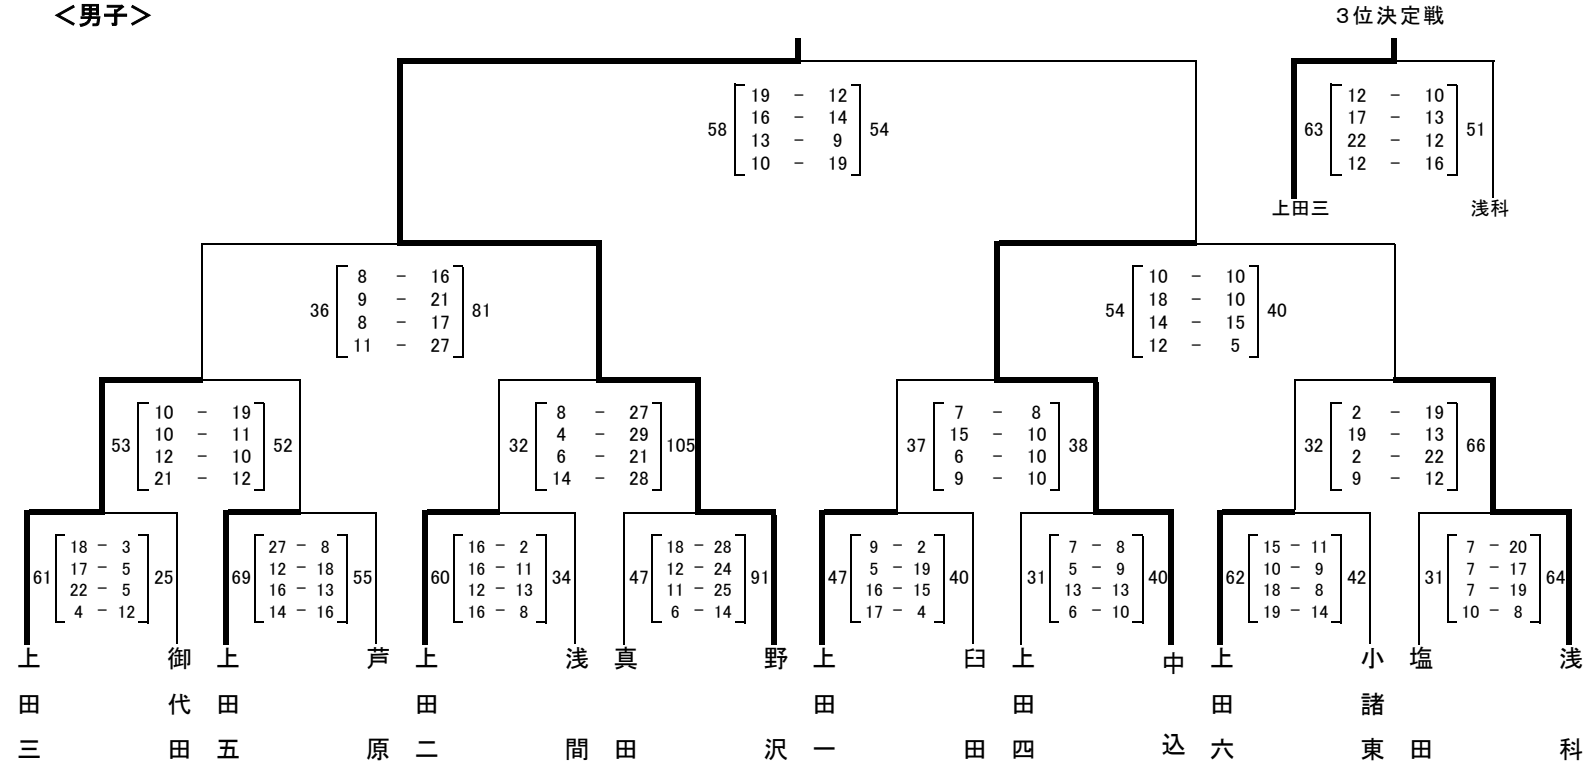 ＜男子＞
３位決定戦
58
19 － 12
16 － 14
13 － 9
10 － 19
54
63
12 － 10
17 － 13
22 － 12
12 － 16
51
上田三
浅科
36
8 － 16
9 － 21
8 － 17
11 － 27
81
54
10 － 10
18 － 10
14 － 15
12 － 5
40
53
10 － 19
10 － 11
12 － 10
21 － 12
52
32
8 － 27
4 － 29
6 － 21
14 － 28
105
37
7 － 8
15 － 10
6 － 10
9 － 10
38
32
2 － 19
19 － 13
2 － 22
9 － 12
66
61
18 － 3
17 － 5
22 － 5
4 － 12
25
69
27 － 8
12 － 18
16 － 13
14 － 16
55
60
16 － 2
16 － 11
12 － 13
16 － 8
34
47
18 － 28
12 － 24
11 － 25
6 － 14
91
47
9 － 2
5 － 19
16 － 15
17 － 4
40
31
7 － 8
5 － 9
13 － 13
6 － 10
40
62
15 － 11
10 － 9
18 － 8
19 － 14
42
31
7 － 20
7 － 17
7 － 19
10 － 8
64
上田三
御代田
上田五
芦原
上田二
浅間
真田
野沢
上田一
臼田
上田四
中込
上田六
小諸東
塩田
浅科